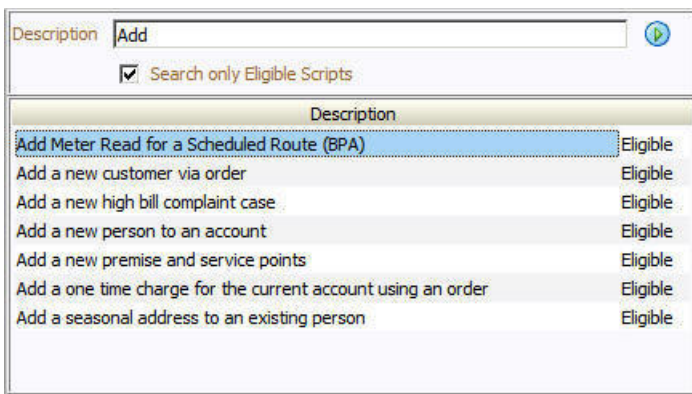 Description Add
Search only Eligible Scripts
Description
Add Meter Read for a Scheduled Route (BPA) Eligible
Add a new customer via order Eligible
Add a new high bill complaint case Eligible
Add a new person to an account Eligible
Add a new premise and service points Eligible
Add a one time charge for the current account using an order Eligible
Add a seasonal address to an existing person Eligible